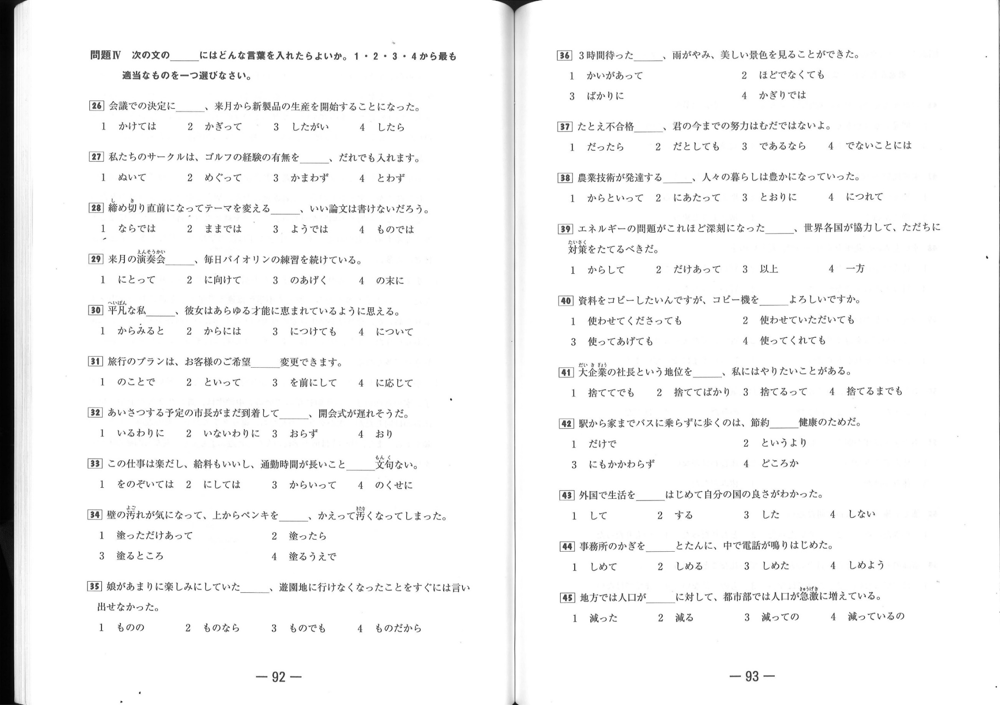 問題Ⅳ　次の文の＿＿＿にはどんな言葉を入れたらよいか。1・2・3・4から最も
適当なものを一つ選びなさい。
26 会議での決定に＿＿＿、来月から新製品の生産を開始することになった。
1　かけては　2　かぎって　3　したがい　4　したら
27 私たちのサークルは、ゴルフの経験の有無を＿＿＿、だれでも入れます。
1　ぬいて　2　めぐって　3　かまわず　4　とわず
し　き
28 締め切り直前になってテーマを変える＿＿＿、いい論文は書けないだろう。
1　ならでは　2　ままでは　3　ようでは　4　ものでは
えんそうかい
29 来月の演奏会＿＿＿、毎日バイオリンの練習を続けている。
1　にとって　2　に向けて　3　のあげく　4　の末に
へいぼん
30 平凡な私＿＿＿、彼女はあらゆる才能に恵まれているように思える。
1　からみると　2　からには　3　につけても　4　について
31 旅行のプランは、お客様のご希望＿＿＿変更できます。
1　のことで　2　といって　3　を前にして　4　に応じて
32 あいさつする予定の市長がまだ到着して＿＿＿、開会式が遅れそうだ。
1　いるわりに　2　いないわりに　3　おらず　4　おり
もんく
33 この仕事は楽だし、給料もいいし、通勤時間が長いこと＿＿＿文句ない。
1　をのぞいては　2　にしては　3　からいって　4　のくせに
よご　きたな
34 壁の汚れが気になって、上からペンキを＿＿＿、かえって汚くなってしまった。
1　塗っただけあって　2　塗ったら
3　塗るところ　4　塗るうえで
35 娘があまりに楽しみにしていた＿＿＿、遊園地に行けなくなったことをすぐには言い
出せなかった。
1　ものの　2　ものなら　3　ものでも　4　ものだから
― 92 ―
36 3時間待った＿＿＿、雨がやみ、美しい景色を見ることができた。
1　かいがあって　2　ほどでなくても
3　ばかりに　4　かぎりでは
37 たとえ不合格＿＿＿、君の今までの努力はむだではないよ。
1　だったら　2　だとしても　3　であるなら　4　でないことには
38 農業技術が発達する＿＿＿、人々の暮らしは豊かになっていった。
1　からといって　2　にあたって　3　とおりに　4　につれて
39 エネルギーの問題がこれほど深刻になった＿＿＿、世界各国が協力して、ただちに
たいさく
対策をたてるべきだ。
1　からして　2　だけあって　3　以上　4　一方
40 資料をコピーしたいんですが、コピー機を＿＿＿よろしいですか。
1　使わせてくださっても　2　使わせていただいても
3　使ってあげても　4　使ってくれても
だいきぎょう
41 大企業の社長という地位を＿＿＿、私にはやりたいことがある。
1　捨ててでも　2　捨ててばかり　3　捨てるって　4　捨てるまでも
42 駅から家までバスに乗らずに歩くのは、節約＿＿＿健康のためだ。
1　だけで　2　というより
3　にもかかわらず　4　どころか
43 外国で生活を＿＿＿はじめて自分の国の良さがわかった。
1　して　2　する　3　した　4　しない
44 事務所のかぎを＿＿＿とたんに、中で電話が鳴りはじめた。
1　しめて　2　しめる　3　しめた　4　しめよう
きゅうげき
45 地方では人口が＿＿＿に対して、都市部では人口が急激に増えている。
1　減った　2　減る　3　減っての　4　減っているの
― 93 ―